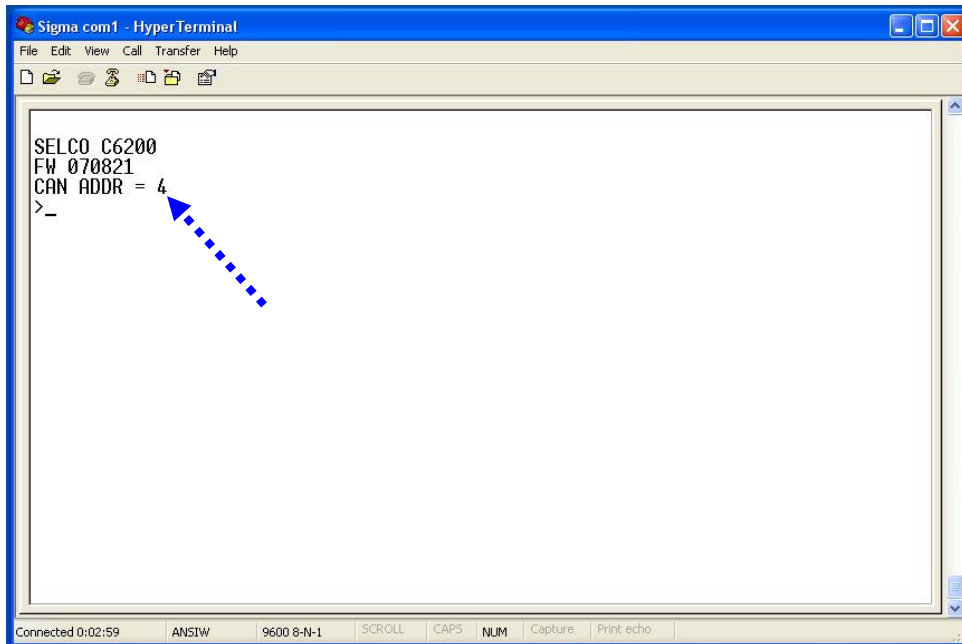 Sigma com1 - HyperTerminal
File Edit View Call Transfer Help
SELCO C6200
FW 070821
CAN ADDR = 4
>_
Connected 0:02:59 ANSIW 9600 8-N-1 SCROLL CAPS NUM Capture Print echo